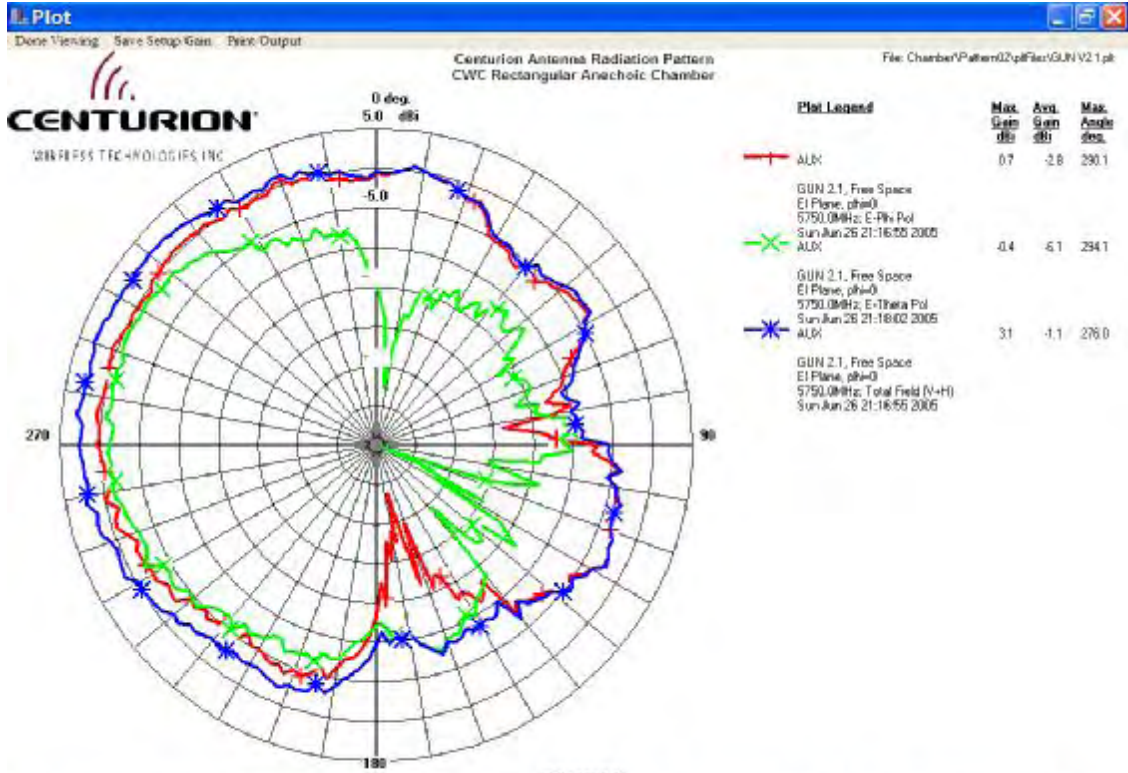 Plot
Done Viewing Save Setup/Gain Print Output
Centurion Antenna Radiation Pattern
CWC Rectangular Anechoic Chamber
File: Chamber\Pattern02\pltFiles\GUN V2 1.plt
CENTURION
WIRELESS TECHNOLOGIES INC
0 deg.
5.0 dBi
-5.0
270
90
180
Plot Legend Max. Gain dBi Avg. Gain dBi Max. Angle deg.
AUX 0.7 -2.8 290.1
GUN 2.1, Free Space
El Plane, phi=0
5750.0MHz; E-Phi Pol
Sun Jun 26 21:16:55 2005
AUX -0.4 -6.1 294.1
GUN 2.1, Free Space
El Plane, phi=0
5750.0MHz; E-Theta Pol
Sun Jun 26 21:18:02 2005
AUX 3.1 -1.1 276.0
GUN 2.1, Free Space
El Plane, phi=0
5750.0MHz; Total Field (V+H)
Sun Jun 26 21:16:55 2005